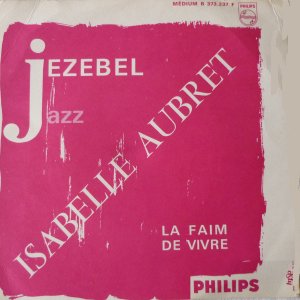 MEDIUM B 373.237 F
PHILIPS
jEZEBEL
jazz
ISABELLE AUBRET
LA FAIM
DE VIVRE
PHILIPS